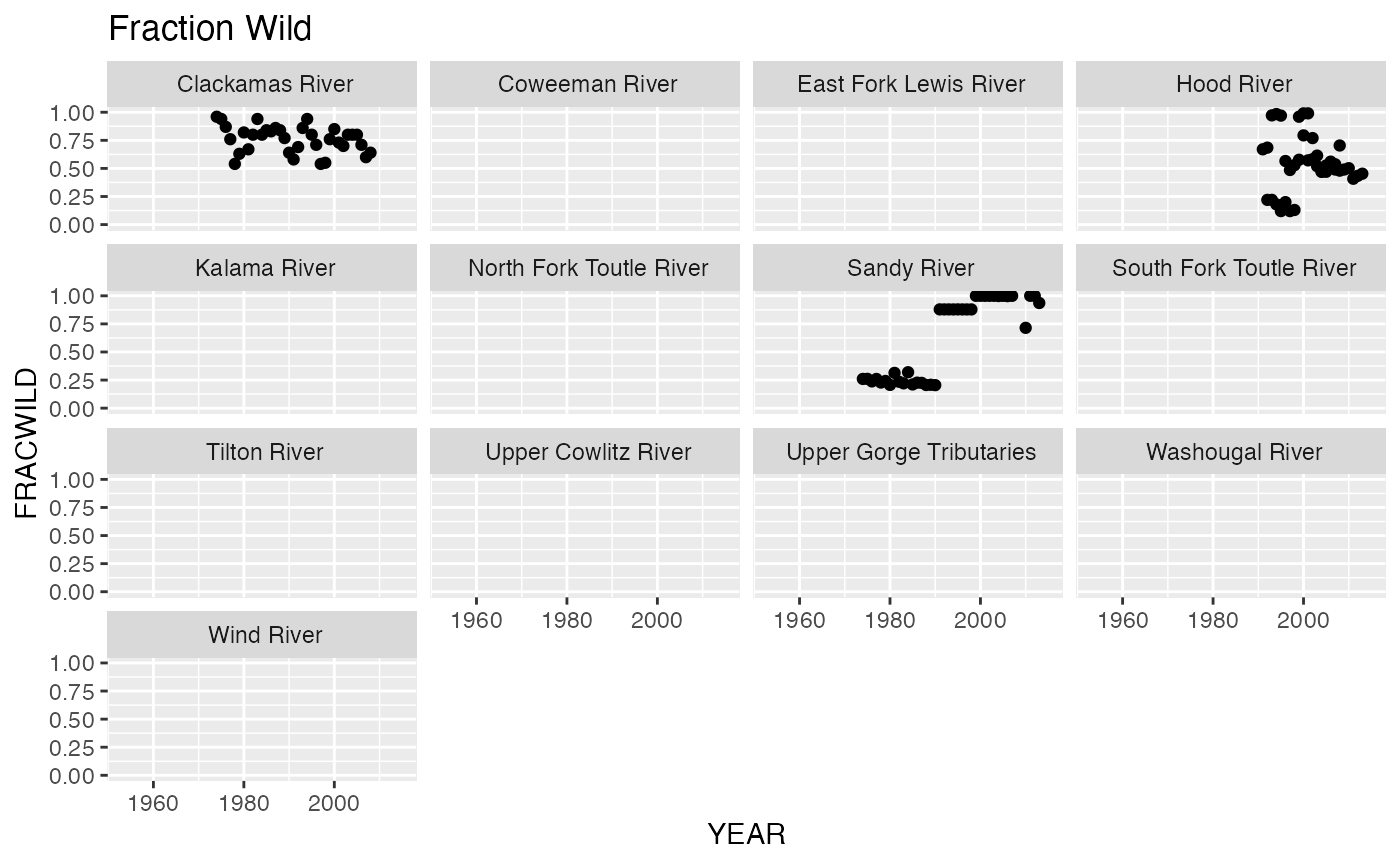 Fraction Wild
Clackamas River
Coweeman River
East Fork Lewis River
Hood River
1.00
0.75
0.50
0.25
0.00
Kalama River
North Fork Toutle River
Sandy River
South Fork Toutle River
1.00
0.75
0.50
0.25
0.00
FRACWILD
Tilton River
Upper Cowlitz River
Upper Gorge Tributaries
Washougal River
1.00
0.75
0.50
0.25
0.00
1960 1980 2000
1960 1980 2000
1960 1980 2000
Wind River
1.00
0.75
0.50
0.25
0.00
1960 1980 2000
YEAR